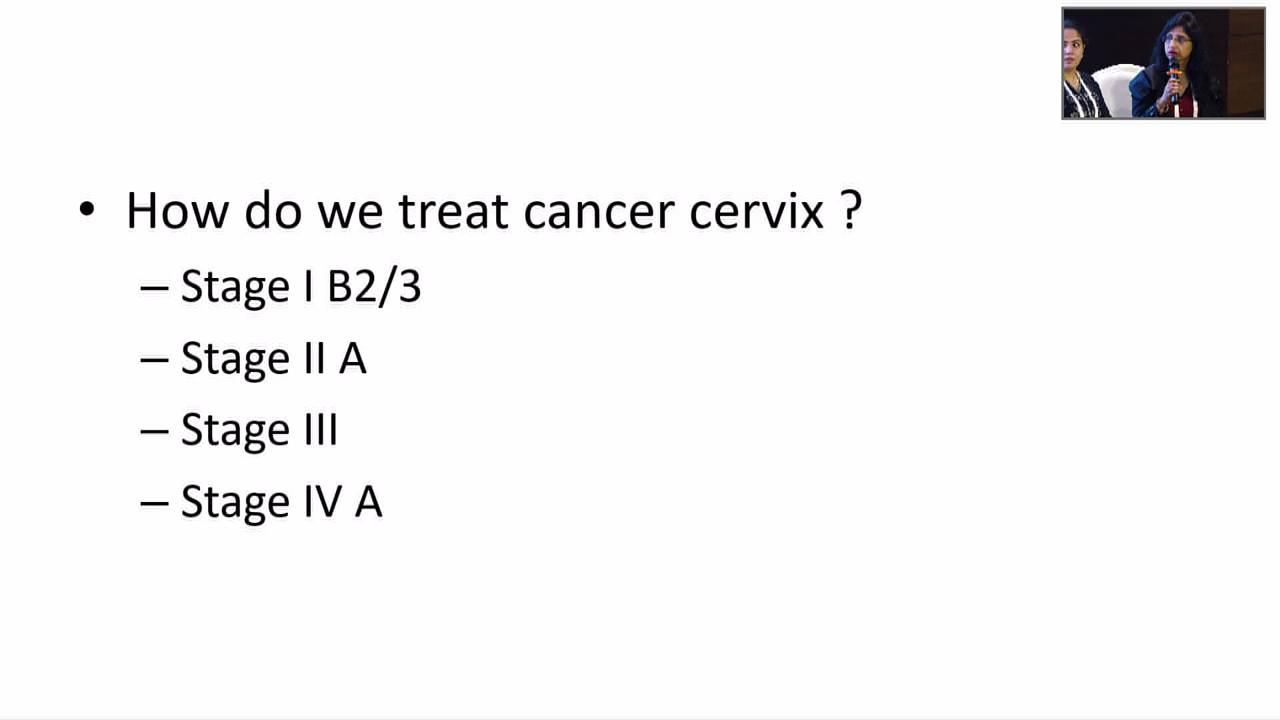 • How do we treat cancer cervix ?
– Stage I B2/3
– Stage II A
– Stage III
– Stage IV A